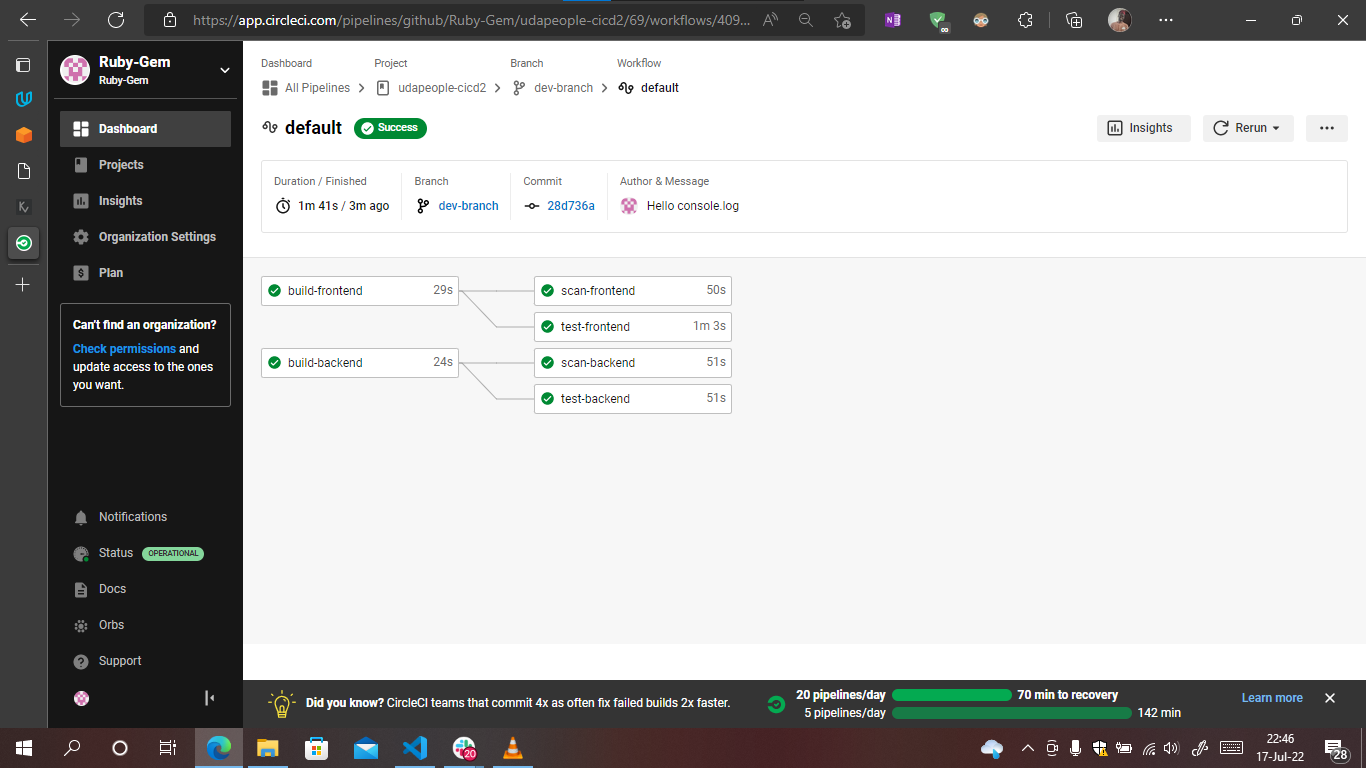 https://app.circleci.com/pipelines/github/Ruby-Gem/udapeople-cicd2/69/workflows/409...
Ruby-Gem
Ruby-Gem
Dashboard
Projects
Insights
Organization Settings
Plan
Can't find an organization?
Check permissions and
update access to the ones
you want.
Notifications
Status OPERATIONAL
Docs
Orbs
Support
Dashboard Project Branch Workflow
All Pipelines udapeople-cicd2 dev-branch default
default Success Insights Rerun
Duration / Finished Branch Commit Author & Message
1m 41s / 3m ago dev-branch 28d736a Hello console.log
build-frontend 29s scan-frontend 50s
test-frontend 1m 3s
build-backend 24s scan-backend 51s
test-backend 51s
Did you know? CircleCI teams that commit 4x as often fix failed builds 2x faster.
20 pipelines/day 70 min to recovery
5 pipelines/day 142 min
Learn more
20
22:46
17-Jul-22
28